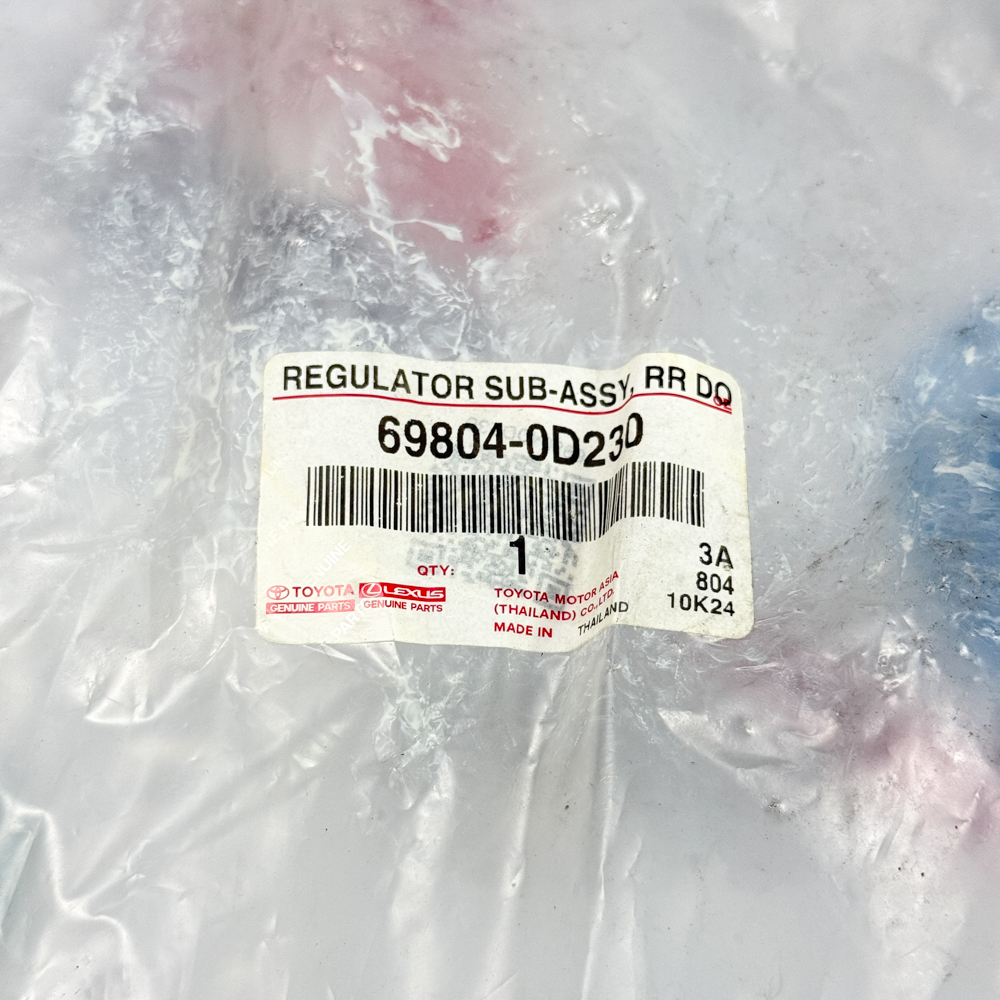 REGULATOR SUB-ASSY, RR DO
OR
69804-0D230
QTY: 1
3A
804
10K24
TOYOTA
GENUINE PARTS
LEXUS
GENUINE PARTS
TOYOTA MOTOR ASIA
(THAILAND) CO.,LTD.
MADE IN THAILAND